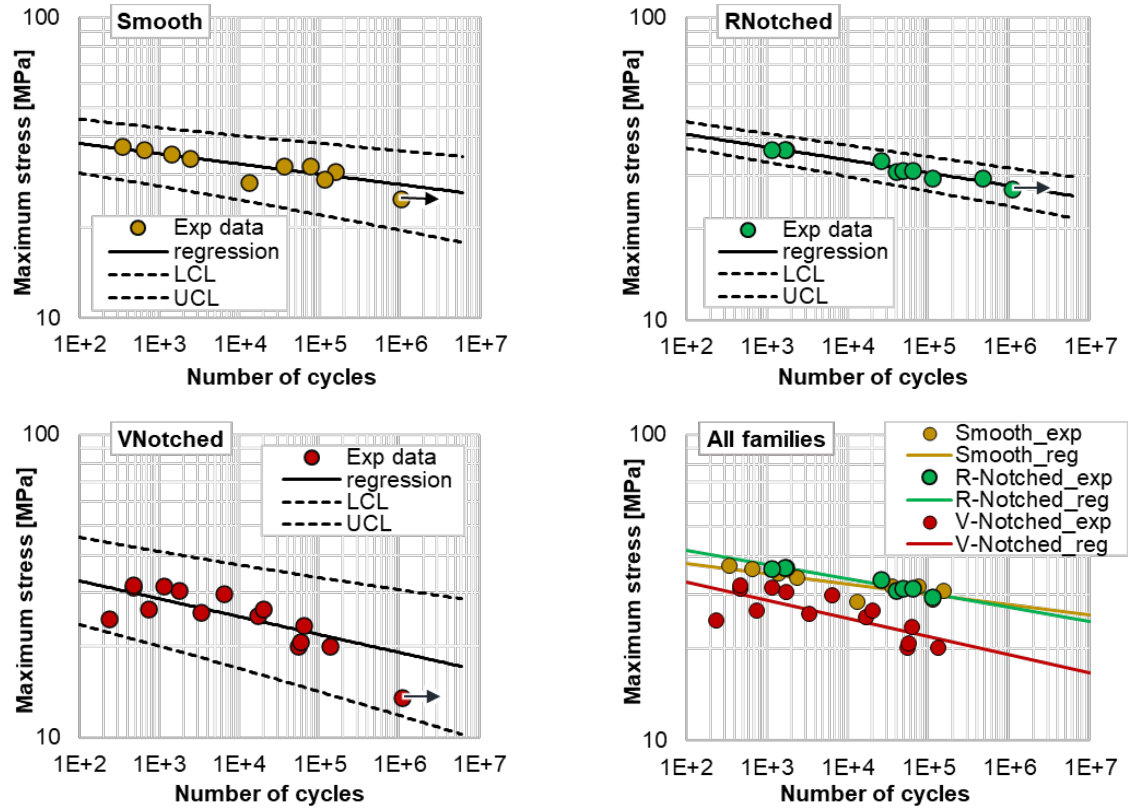 Smooth
100
10
Maximum stress [MPa]
Exp data
regression
LCL
UCL
1E+2 1E+3 1E+4 1E+5 1E+6 1E+7
Number of cycles
RNotched
100
10
Maximum stress [MPa]
Exp data
regression
LCL
UCL
1E+2 1E+3 1E+4 1E+5 1E+6 1E+7
Number of cycles
VNotched
100
10
Maximum stress [MPa]
Exp data
regression
LCL
UCL
1E+2 1E+3 1E+4 1E+5 1E+6 1E+7
Number of cycles
All families
100
10
Maximum stress [MPa]
Smooth_exp
Smooth_reg
R-Notched_exp
R-Notched_reg
V-Notched_exp
V-Notched_reg
1E+2 1E+3 1E+4 1E+5 1E+6 1E+7
Number of cycles